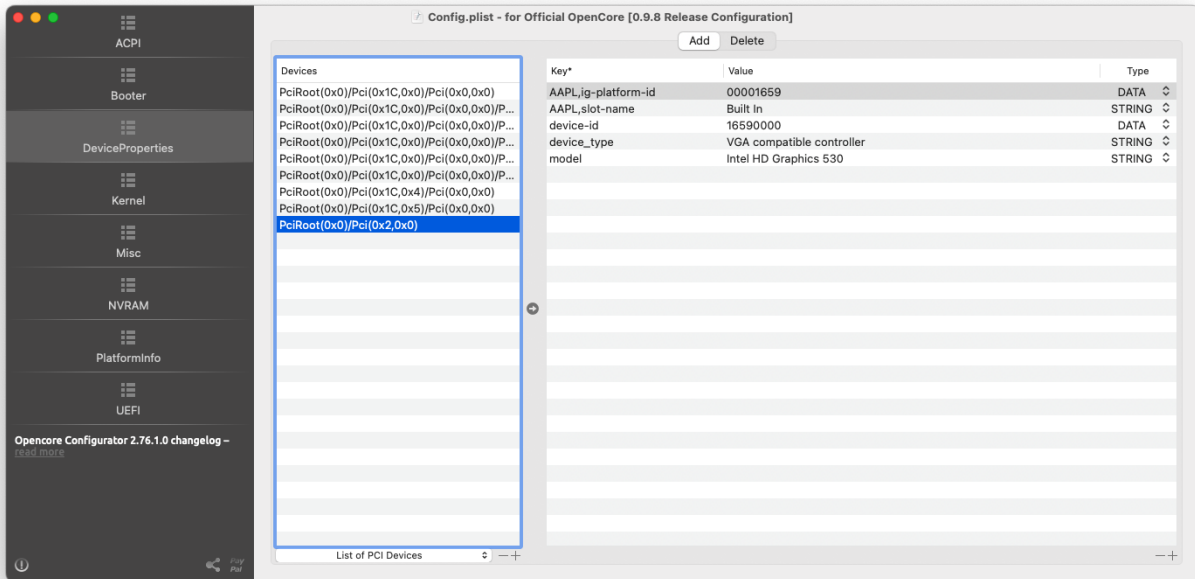 Config.plist - for Official OpenCore [0.9.8 Release Configuration]
ACPI
Booter
DeviceProperties
Kernel
Misc
NVRAM
PlatformInfo
UEFI
Opencore Configurator 2.76.1.0 changelog –
read more
Pay
Pal
Add Delete
Devices
PciRoot(0x0)/Pci(0x1C,0x0)/Pci(0x0,0x0)
PciRoot(0x0)/Pci(0x1C,0x0)/Pci(0x0,0x0)/P...
PciRoot(0x0)/Pci(0x1C,0x0)/Pci(0x0,0x0)/P...
PciRoot(0x0)/Pci(0x1C,0x0)/Pci(0x0,0x0)/P...
PciRoot(0x0)/Pci(0x1C,0x0)/Pci(0x0,0x0)/P...
PciRoot(0x0)/Pci(0x1C,0x0)/Pci(0x0,0x0)/P...
PciRoot(0x0)/Pci(0x1C,0x4)/Pci(0x0,0x0)
PciRoot(0x0)/Pci(0x1C,0x5)/Pci(0x0,0x0)
PciRoot(0x0)/Pci(0x2,0x0)
List of PCI Devices
Key* Value Type
AAPL,ig-platform-id 00001659 DATA
AAPL,slot-name Built In STRING
device-id 16590000 DATA
device_type VGA compatible controller STRING
model Intel HD Graphics 530 STRING